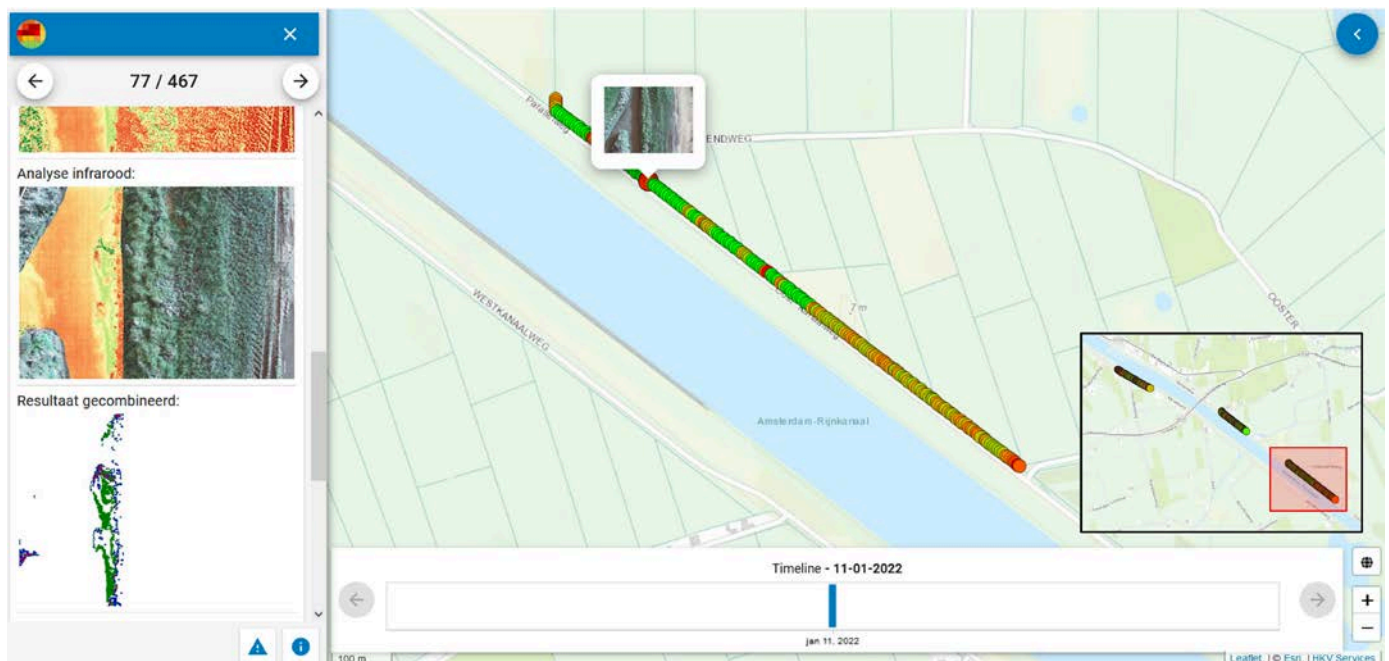 77 / 467
Analyse infrarood:
Resultaat gecombineerd:
ENDWEG
WESTKANAALWEG
7 m
OOSTER
Amsterdam-Rijnkanaal
Timeline - 11-01-2022
jan 11, 2022
100 m
Leaflet | © Esri | HKV Services